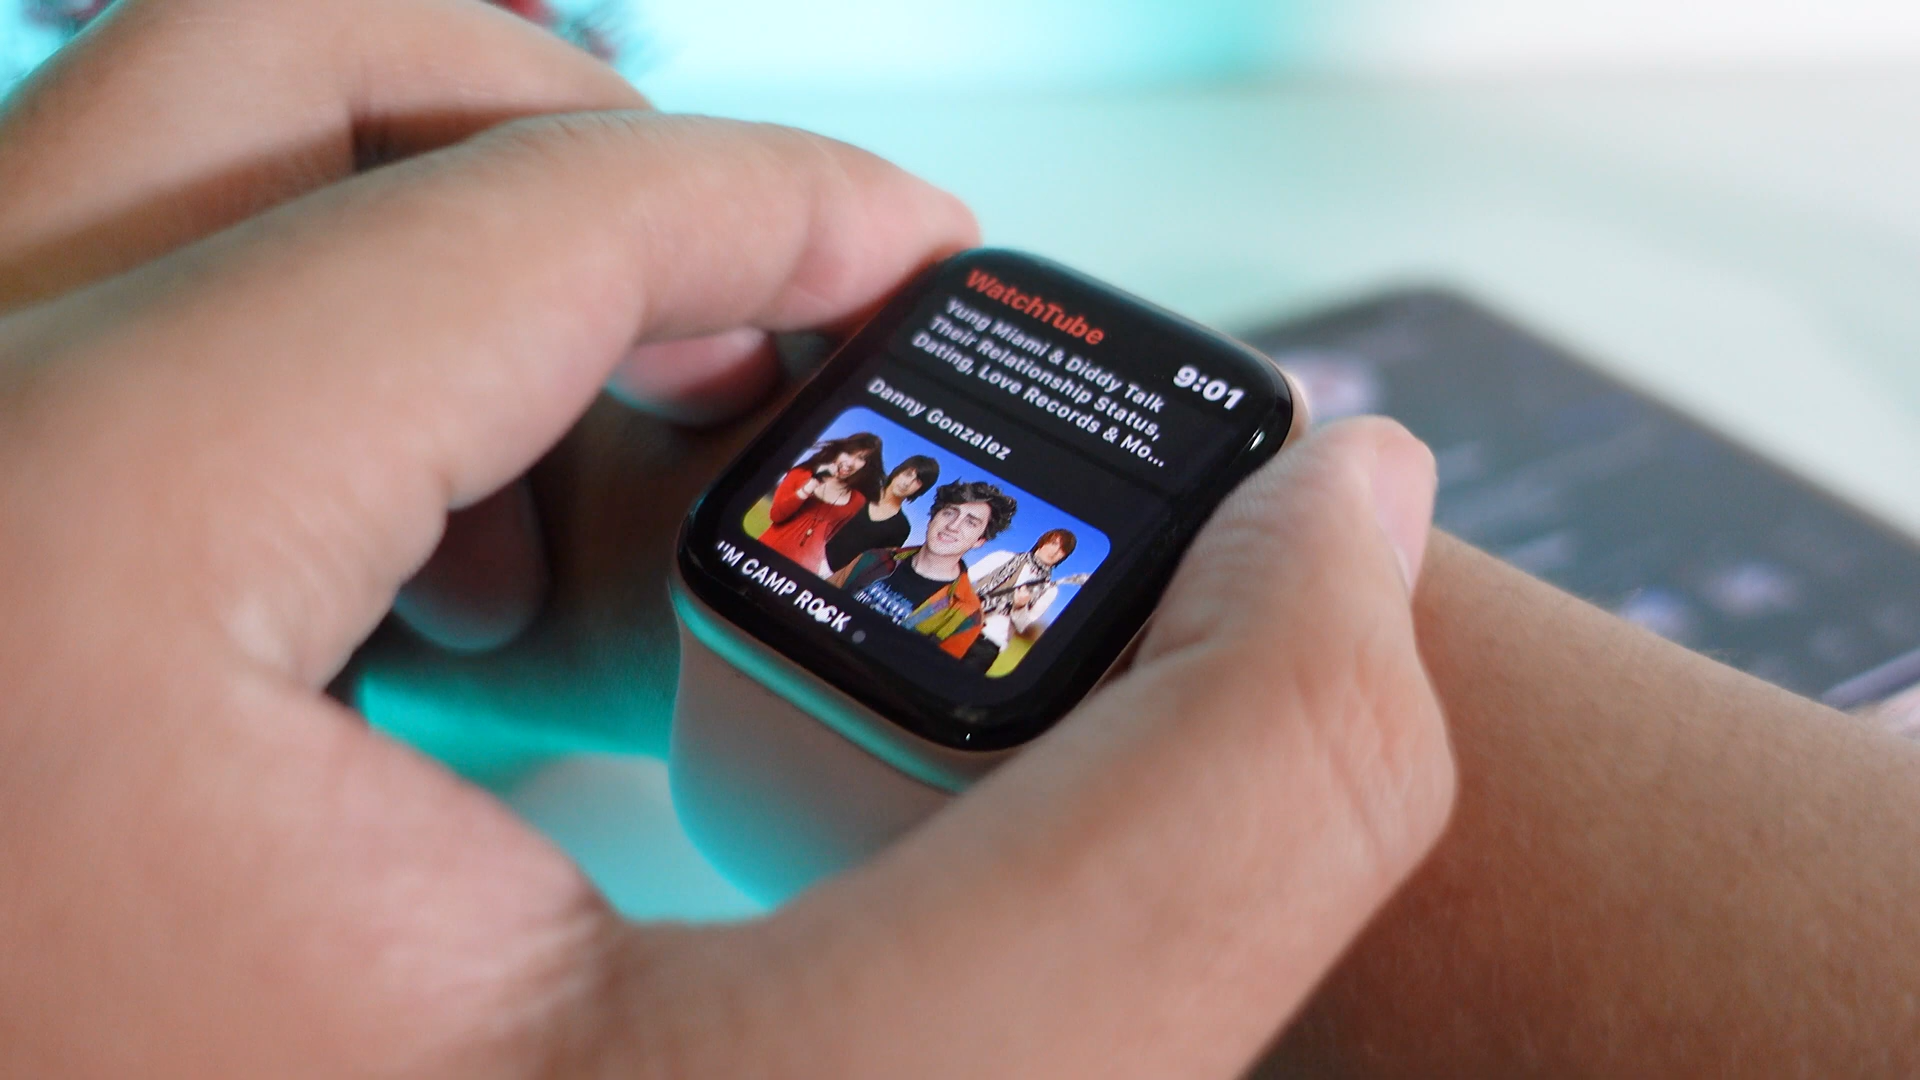 WatchTube
9:01
Yung Miami & Diddy Talk
Their Relationship Status,
Dating, Love Records & Mo...
Danny Gonzalez
"M CAMP ROCK